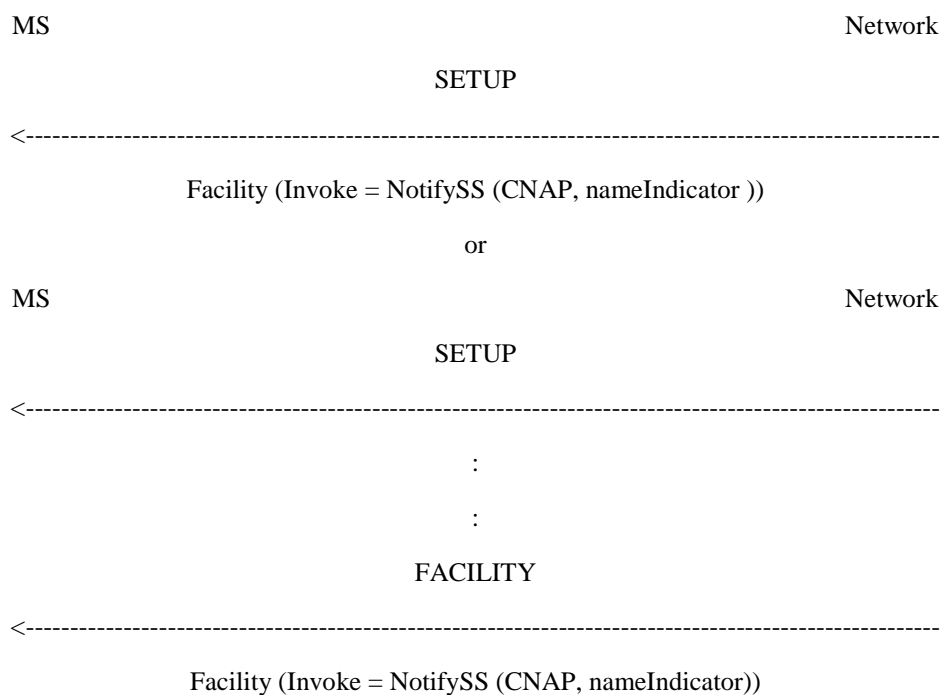 MS Network
SETUP
<-------------------------------------------------------------------------------------------------------
Facility (Invoke = NotifySS (CNAP, nameIndicator ))
or
MS Network
SETUP
<-------------------------------------------------------------------------------------------------------
:
:
FACILITY
<-------------------------------------------------------------------------------------------------------
Facility (Invoke = NotifySS (CNAP, nameIndicator))